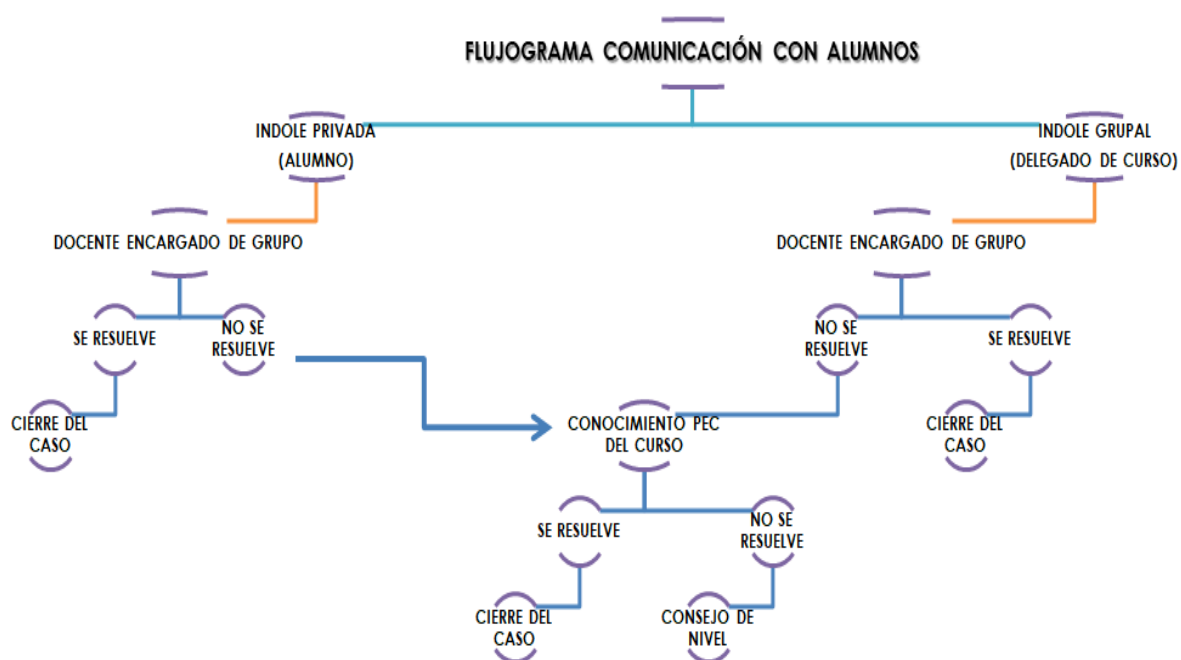 FLUJOGRAMA COMUNICACIÓN CON ALUMNOS
INDOLE PRIVADA
(ALUMNO)
INDOLE GRUPAL
(DELEGADO DE CURSO)
DOCENTE ENCARGADO DE GRUPO
DOCENTE ENCARGADO DE GRUPO
SE RESUELVE
NO SE
RESUELVE
NO SE
RESUELVE
SE RESUELVE
CIERRE DEL
CASO
CONOCIMIENTO PEC
DEL CURSO
CIERRE DEL
CASO
SE RESUELVE
NO SE
RESUELVE
CIERRE DEL
CASO
CONSEJO DE
NIVEL